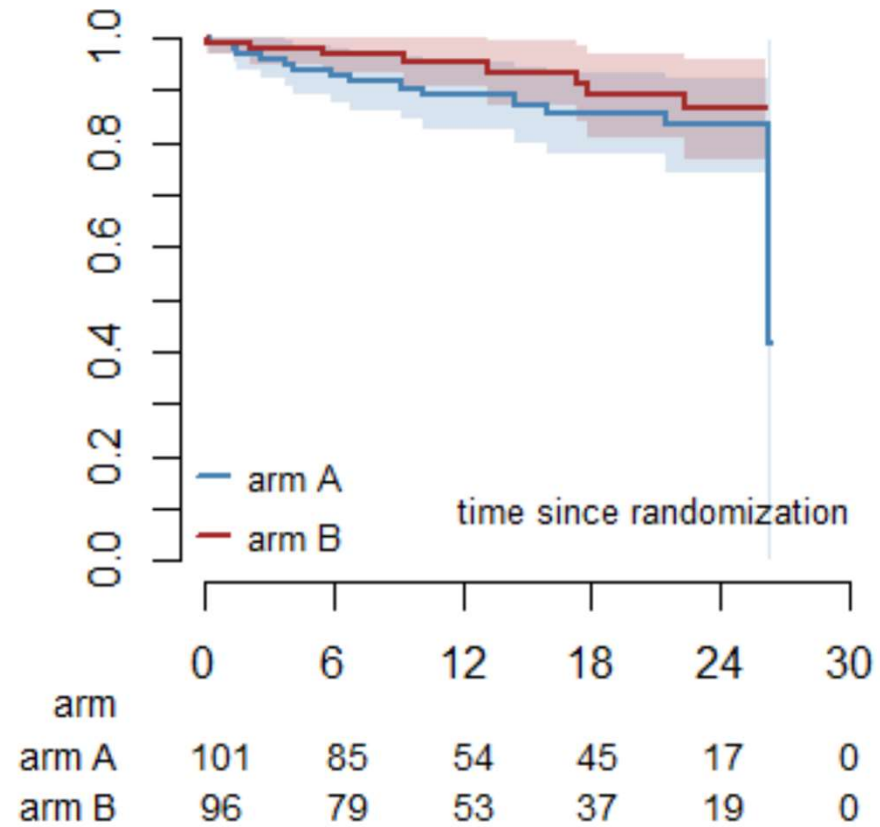 1.0
0.8
0.6
0.4
0.2
0.0
arm A
time since randomization
arm B
0 6 12 18 24 30
arm
arm A 101 85 54 45 17 0
arm B 96 79 53 37 19 0